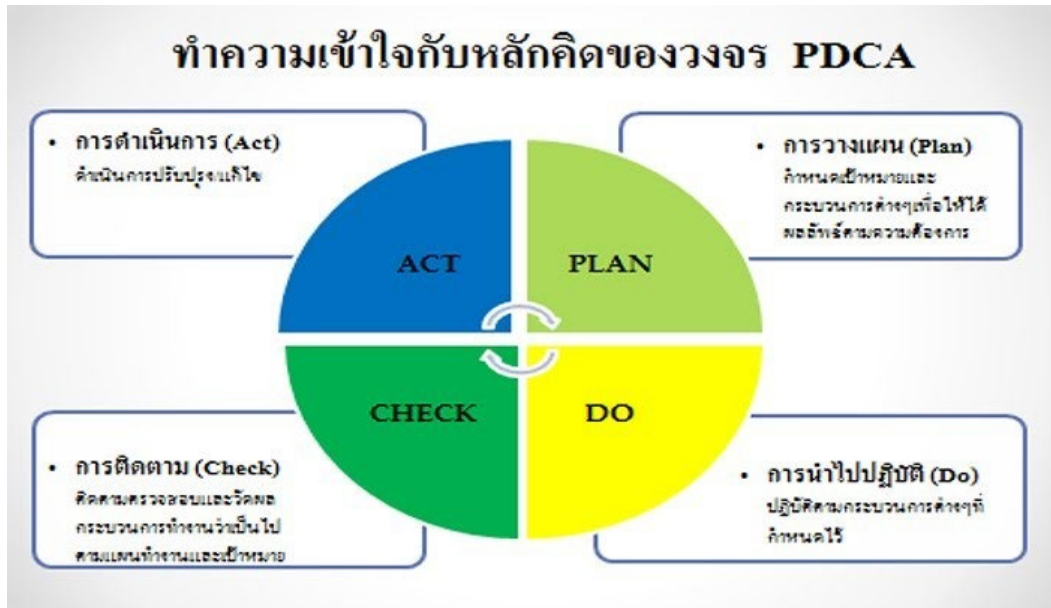 ทำความเข้าใจกับหลักคิดของวงจร PDCA
• การดำเนินการ (Act)
ดำเนินการปรับปรุงแก้ไข
• การวางแผน (Plan)
กำหนดเป้าหมายและ
กระบวนการต่างๆเพื่อให้ได้
ผลลัพธ์ตามความต้องการ
ACT
PLAN
CHECK
DO
• การติดตาม (Check)
ติดตามตรวจสอบและวัดผล
กระบวนการทำงานว่าเป็นไป
ตามแผนทำงานและเป้าหมาย
• การนำไปปฏิบัติ (Do)
ปฏิบัติตามกระบวนการต่างๆที่
กำหนดไว้